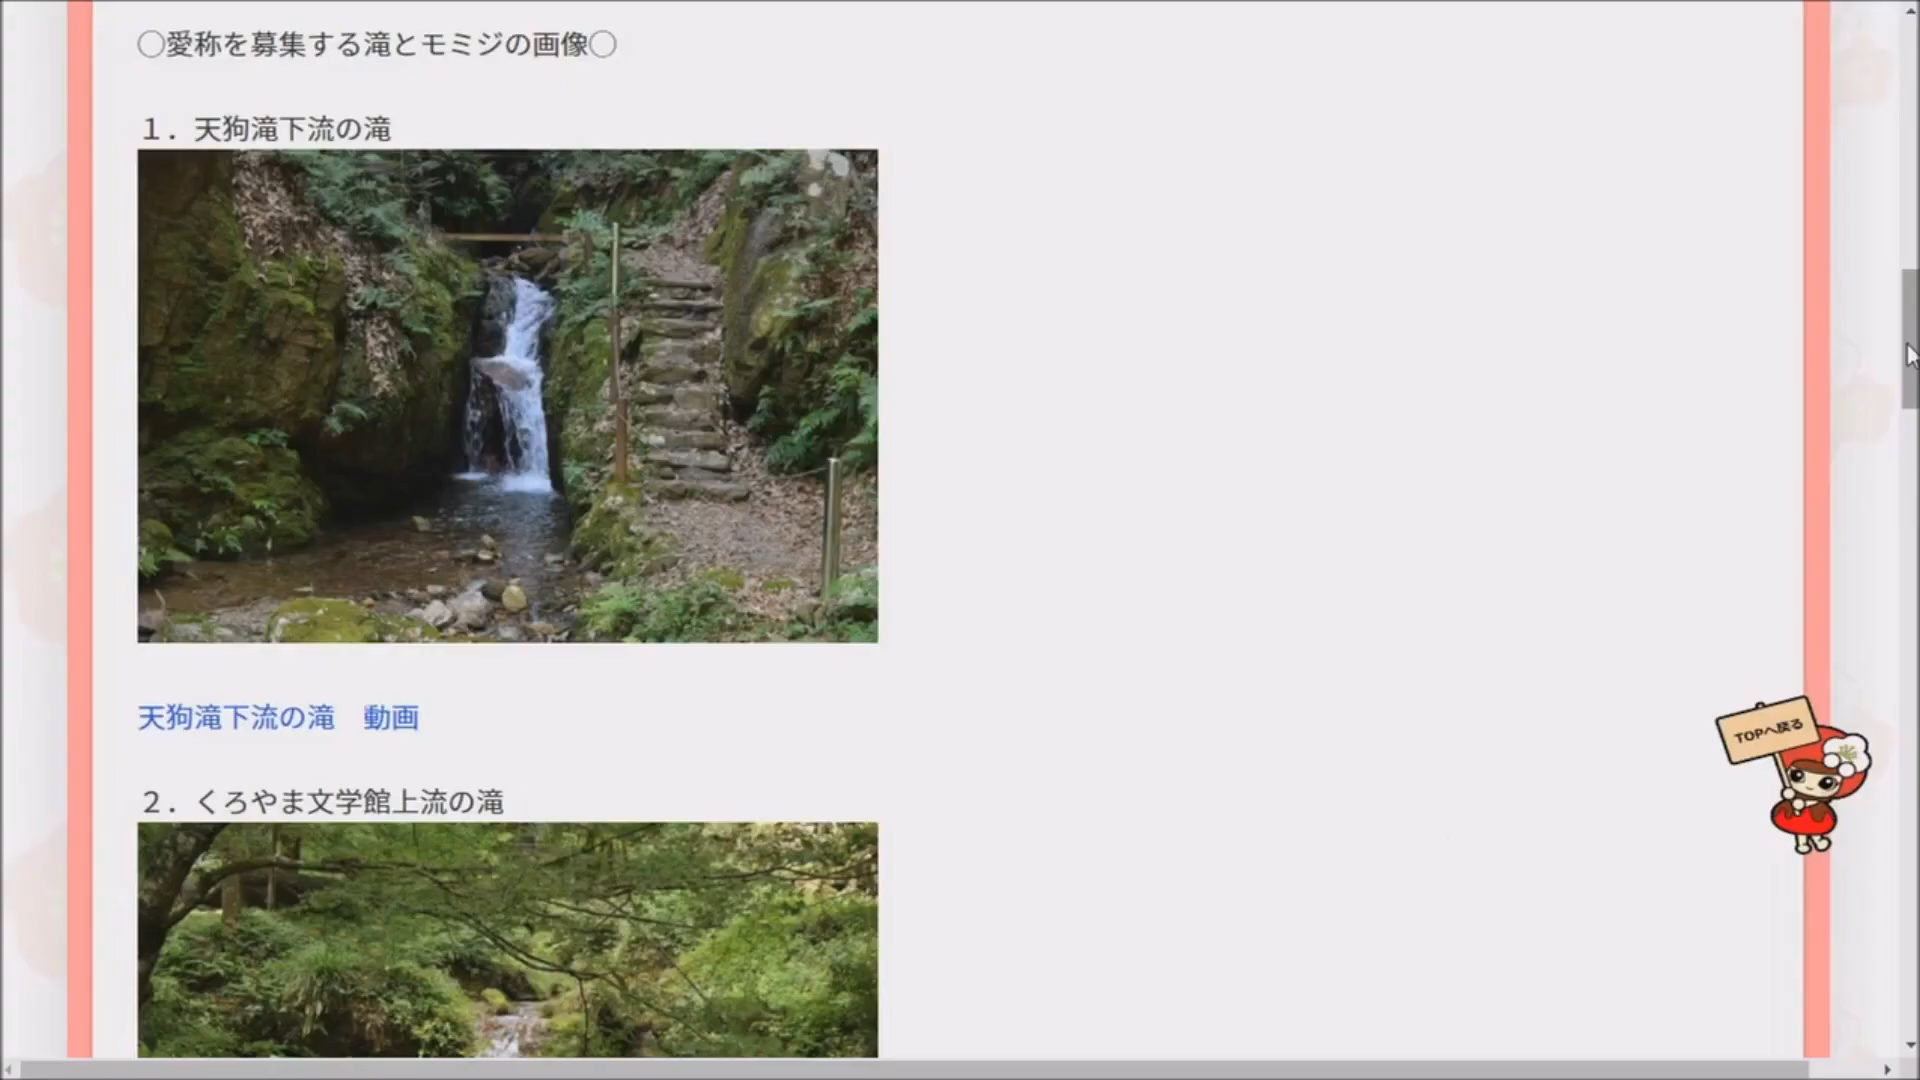 ○愛称を募集する滝とモミジの画像○
１．天狗滝下流の滝
天狗滝下流の滝　動画
TOPへ戻る
２．くろやま文学館上流の滝